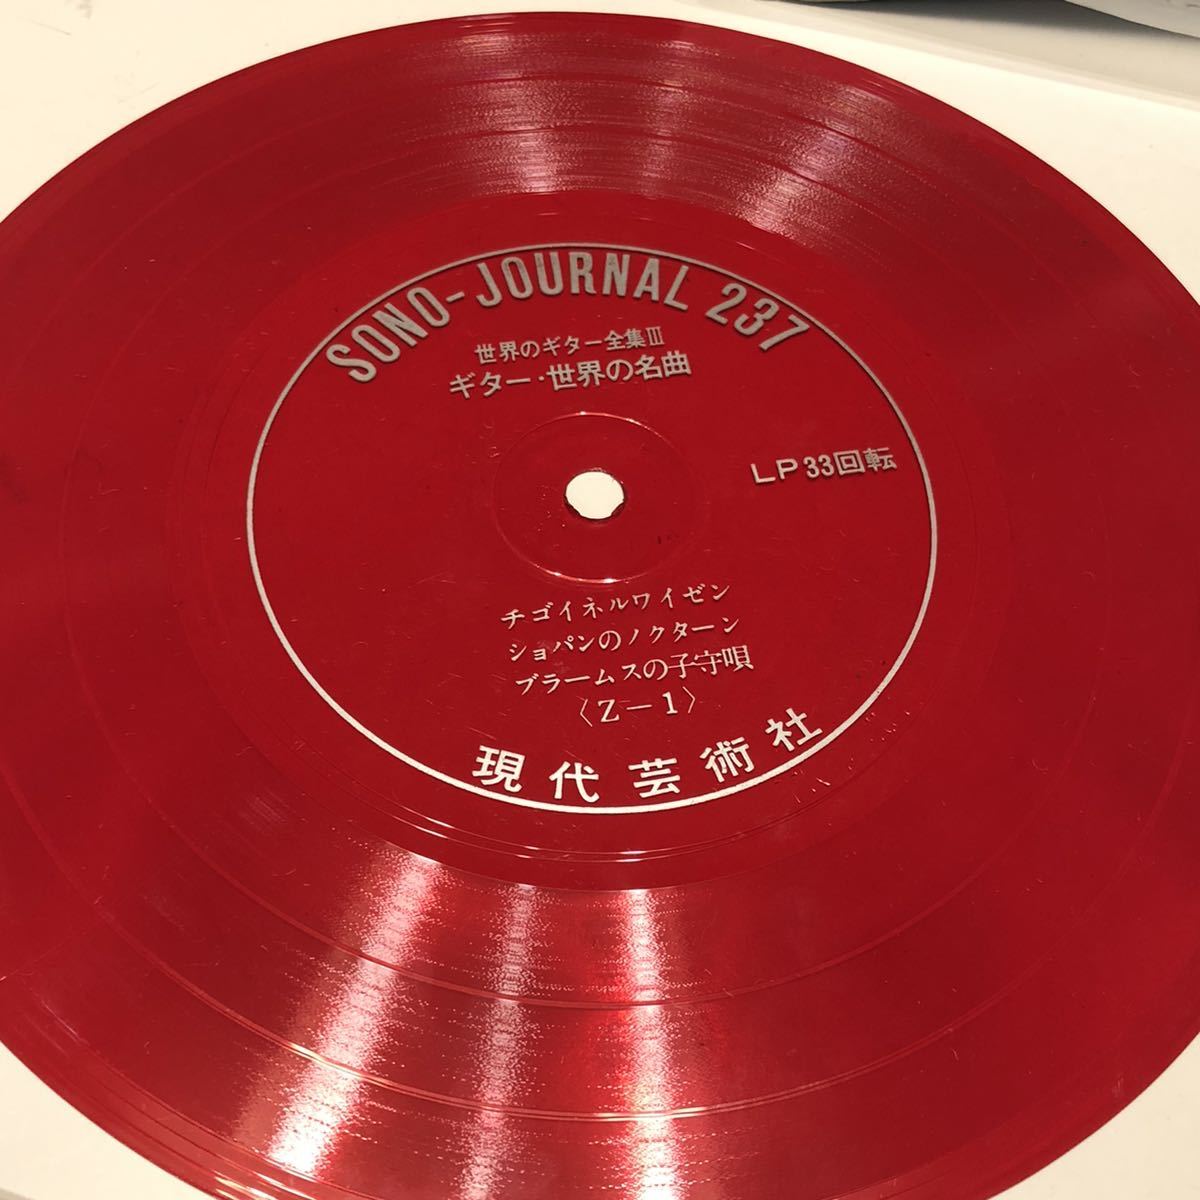 SONO-JOURNAL 237
世界のギター全集III
ギター・世界の名曲
LP33回転
チゴイネルワイゼン
ショパンのノクターン
ブラームスの子守唄
〈Z-1〉
現代芸術社